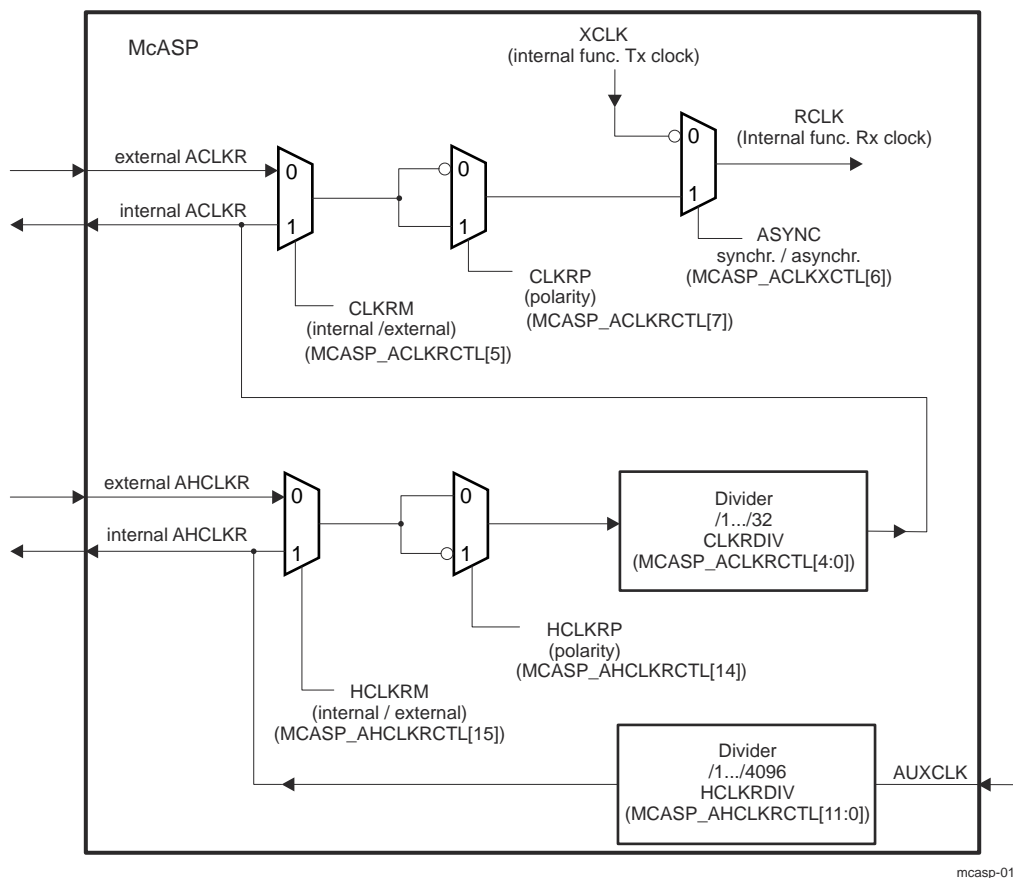 McASP
XCLK
(internal func. Tx clock)
RCLK
(Internal func. Rx clock)
0
1
external ACLKR
internal ACLKR
0
1
0
1
ASYNC
synchr. / asynchr.
(MCASP_ACLKXCTL[6])
CLKRP
(polarity)
(MCASP_ACLKRCTL[7])
CLKRM
(internal /external)
(MCASP_ACLKRCTL[5])
external AHCLKR
internal AHCLKR
0
1
0
1
Divider
/1.../32
CLKRDIV
(MCASP_ACLKRCTL[4:0])
HCLKRP
(polarity)
(MCASP_AHCLKRCTL[14])
HCLKRM
(internal / external)
(MCASP_AHCLKRCTL[15])
Divider
/1.../4096
HCLKRDIV
(MCASP_AHCLKRCTL[11:0])
AUXCLK
mcasp-01